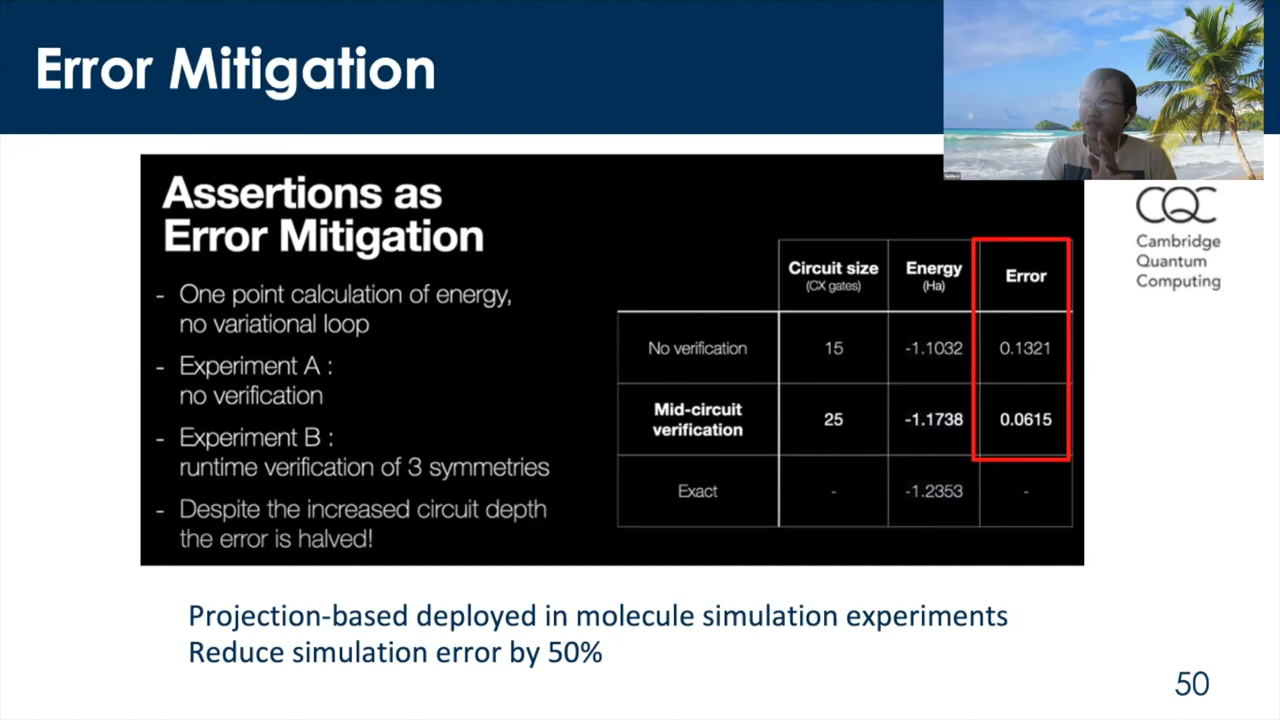 Error Mitigation
Assertions as
Error Mitigation
- One point calculation of energy,
no variational loop
- Experiment A :
no verification
- Experiment B :
runtime verification of 3 symmetries
- Despite the increased circuit depth
the error is halved!
Circuit size Energy Error
(CX gates) (Ha)
No verification 15 -1.1032 0.1321
Mid-circuit
verification 25 -1.1738 0.0615
Exact - -1.2353 -
CQC
Cambridge
Quantum
Computing
Projection-based deployed in molecule simulation experiments
Reduce simulation error by 50%
50